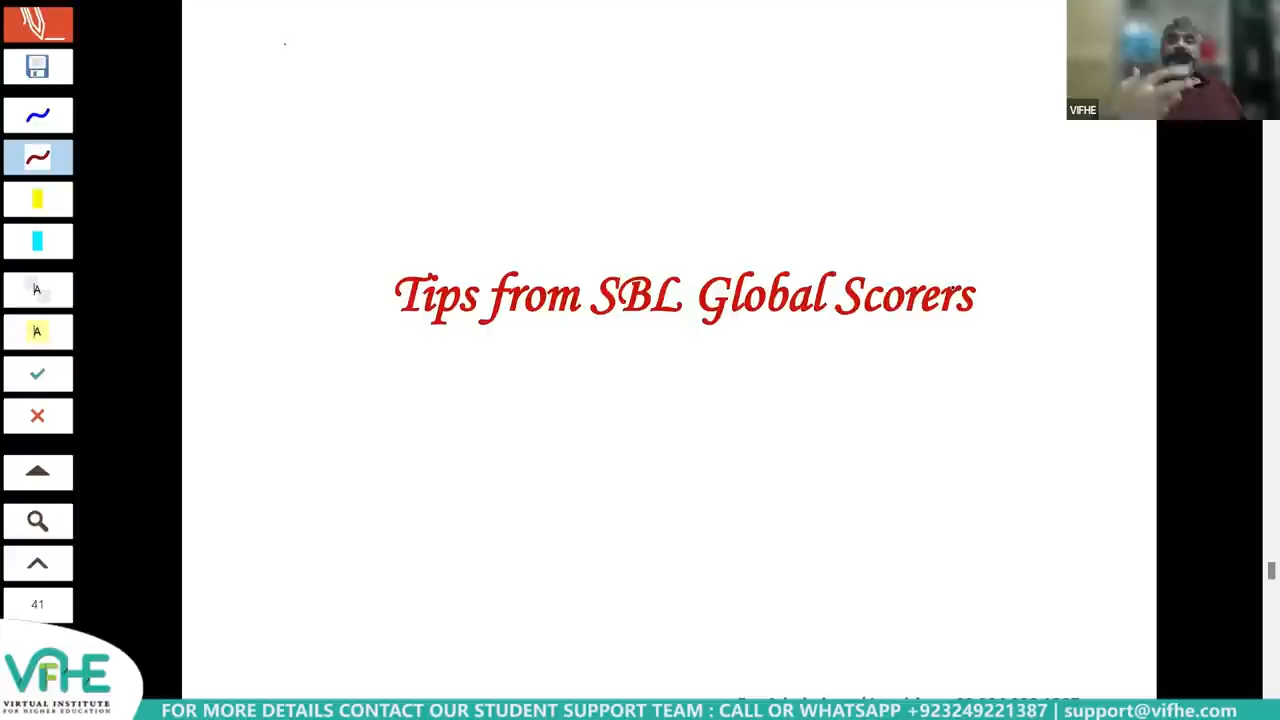 VIFHE
Tips from SBL Global Scorers
A
A
41
VIFHE
VIRTUAL INSTITUTE
FOR HIGHER EDUCATION
FOR MORE DETAILS CONTACT OUR STUDENT SUPPORT TEAM : CALL OR WHATSAPP +923249221387 | support@vifhe.com